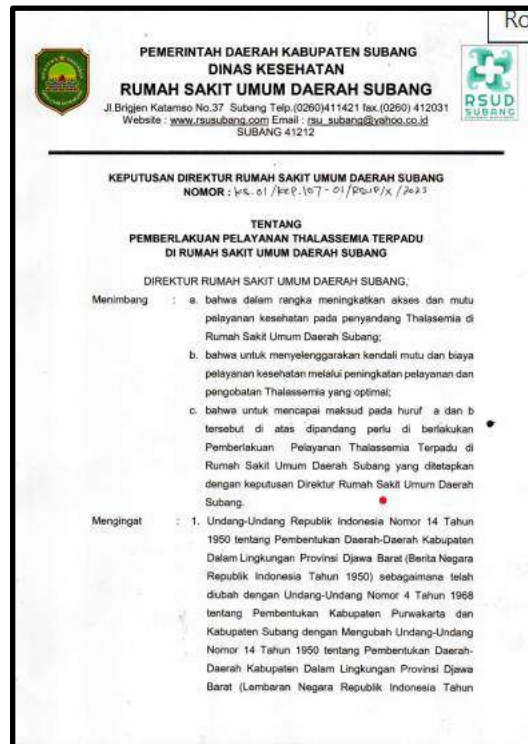 Ro
PEMERINTAH DAERAH KABUPATEN SUBANG
DINAS KESEHATAN
RUMAH SAKIT UMUM DAERAH SUBANG
Jl.Brigjen Katamso No.37 Subang Telp.(0260)411421 fax.(0260) 412031
Website : www.rsusubang.com Email : rsu_subang@yahoo.co.id
SUBANG 41212
RSUD
SUBANG
KEPUTUSAN DIREKTUR RUMAH SAKIT UMUM DAERAH SUBANG
NOMOR : KS.01/KEP.107-01/RSUD/X/2023
TENTANG
PEMBERLAKUAN PELAYANAN THALASSEMIA TERPADU
DI RUMAH SAKIT UMUM DAERAH SUBANG
DIREKTUR RUMAH SAKIT UMUM DAERAH SUBANG,
Menimbang : a. bahwa dalam rangka meningkatkan akses dan mutu
pelayanan kesehatan pada penyandang Thalasemia di
Rumah Sakit Umum Daerah Subang;
b. bahwa untuk menyelenggarakan kendali mutu dan biaya
pelayanan kesehatan melalui peningkatan pelayanan dan
pengobatan Thalassemia yang optimal;
c. bahwa untuk mencapai maksud pada huruf a dan b
tersebut di atas dipandang perlu di berlakukan
Pemberlakuan Pelayanan Thalassemia Terpadu di
Rumah Sakit Umum Daerah Subang yang ditetapkan
dengan keputusan Direktur Rumah Sakit Umum Daerah
Subang.
Mengingat : 1. Undang-Undang Republik Indonesia Nomor 14 Tahun
1950 tentang Pembentukan Daerah-Daerah Kabupaten
Dalam Lingkungan Provinsi Djawa Barat (Berita Negara
Republik Indonesia Tahun 1950) sebagaimana telah
diubah dengan Undang-Undang Nomor 4 Tahun 1968
tentang Pembentukan Kabupaten Purwakarta dan
Kabupaten Subang dengan Mengubah Undang-Undang
Nomor 14 Tahun 1950 tentang Pembentukan Daerah-
Daerah Kabupaten Dalam Lingkungan Provinsi Djawa
Barat (Lembaran Negara Republik Indonesia Tahun